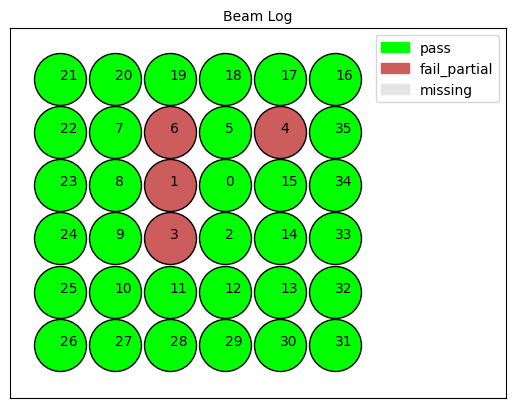 Beam Log
pass
fail_partial
missing
21 20 19 18 17 16
22 7 6 5 4 35
23 8 1 0 15 34
24 9 3 2 14 33
25 10 11 12 13 32
26 27 28 29 30 31